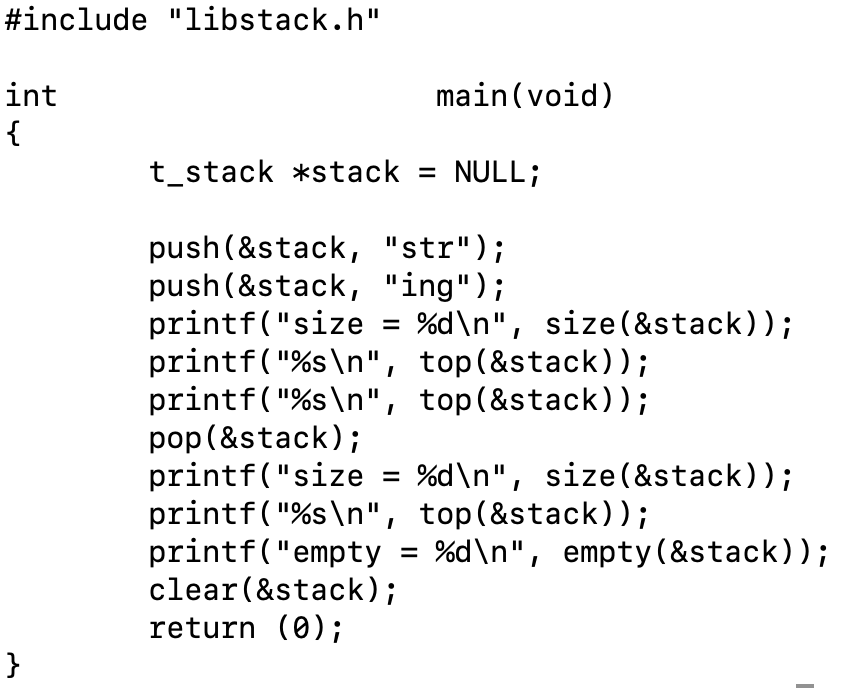 #include "libstack.h"
int main(void)
{
t_stack *stack = NULL;
push(&stack, "str");
push(&stack, "ing");
printf("size = %d\n", size(&stack));
printf("%s\n", top(&stack));
printf("%s\n", top(&stack));
pop(&stack);
printf("size = %d\n", size(&stack));
printf("%s\n", top(&stack));
printf("empty = %d\n", empty(&stack));
clear(&stack);
return (0);
}